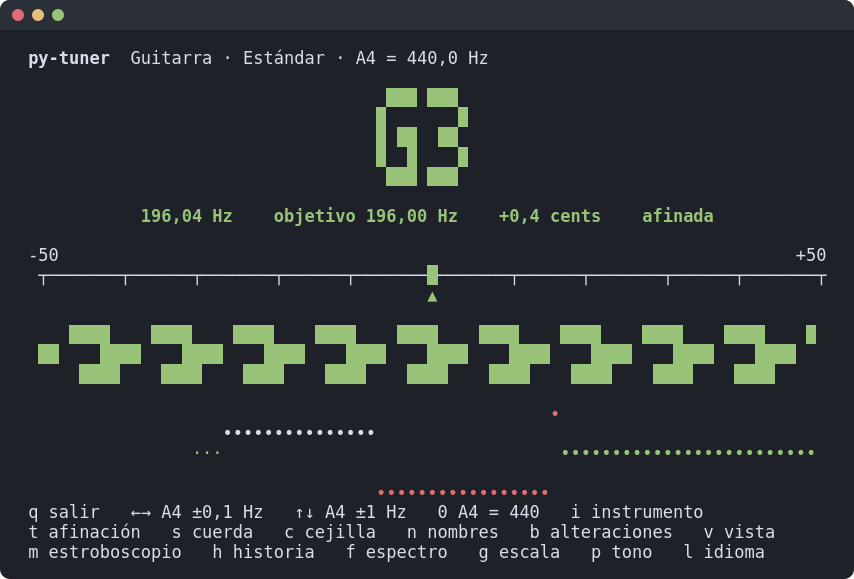 py-tuner  Guitarra · Estándar · A4 = 440,0 Hz
G3
196,04 Hz    objetivo 196,00 Hz    +0,4 cents    afinada
-50    +50
q salir   ←→ A4 ±0,1 Hz   ↑↓ A4 ±1 Hz   0 A4 = 440   i instrumento
t afinación   s cuerda   c cejilla   n nombres   b alteraciones   v vista
m estroboscopio   h historia   f espectro   g escala   p tono   l idioma